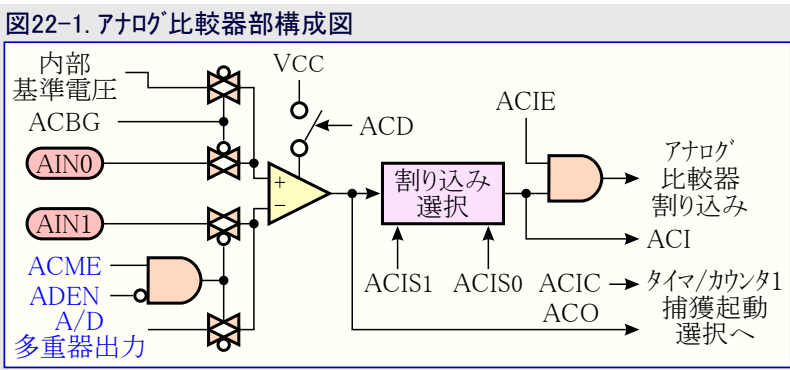 図22-1. アナログ比較器部構成図
内部
基準電圧
ACBG
AIN0
AIN1
ACME
ADEN
A/D
多重器出力
VCC
ACD
+
−
割り込み
選択
ACIS1
ACIS0
ACIE
アナログ
比較器
割り込み
ACI
ACIC
ACO
タイマ/カウンタ1
捕獲起動
選択へ